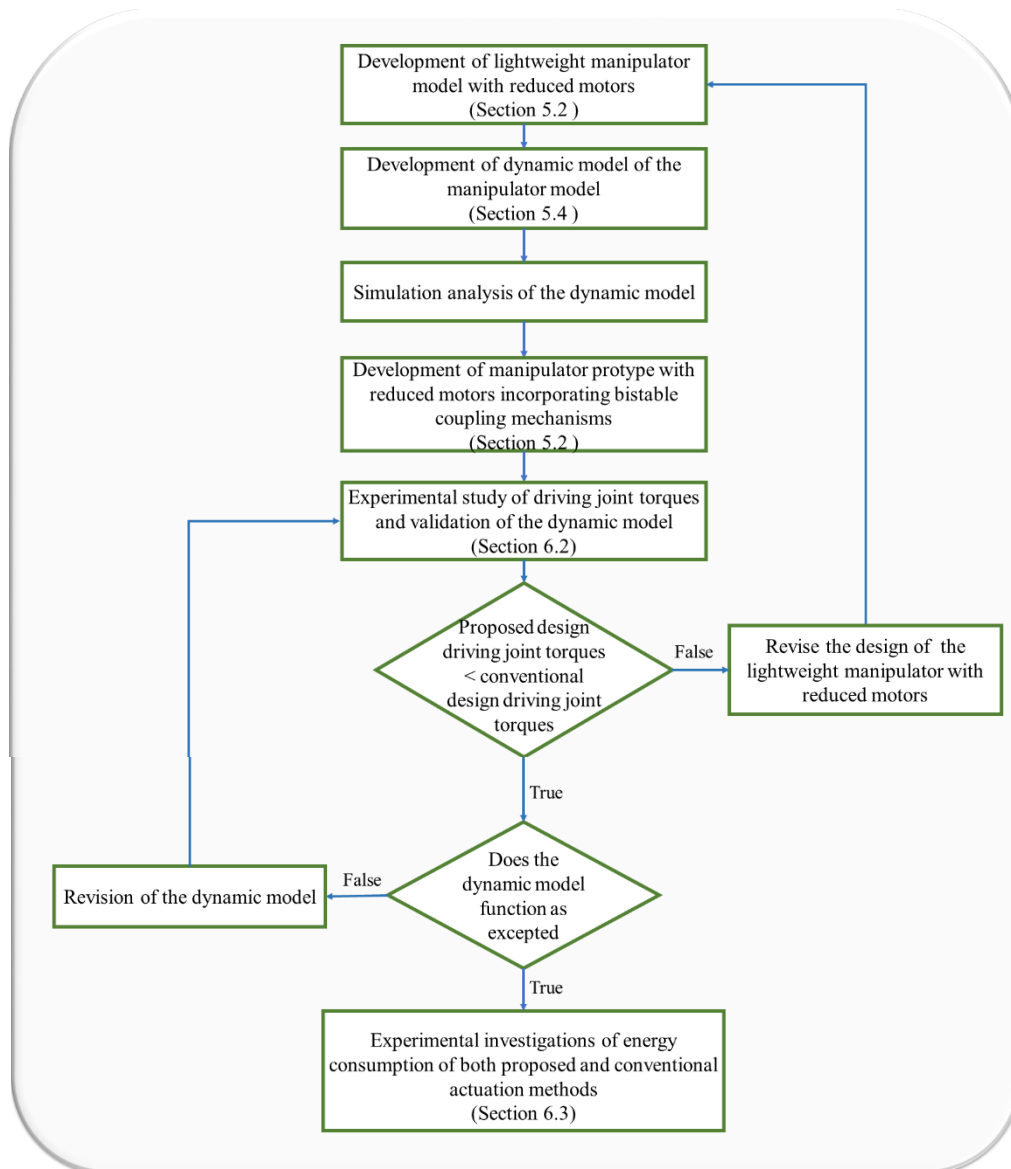 Development of lightweight manipulator
model with reduced motors
(Section 5.2 )
Development of dynamic model of the
manipulator model
(Section 5.4)
Simulation analysis of the dynamic model
Development of manipulator protype with
reduced motors incorporating bistable
coupling mechanisms
(Section 5.2 )
Experimental study of driving joint torques
and validation of the dynamic model
(Section 6.2)
Proposed design
driving joint torques
< conventional
design driving joint
torques
False
Revise the design of the
lightweight manipulator with
reduced motors
True
Does the
dynamic model
function as
excepted
False
Revision of the dynamic model
True
Experimental investigations of energy
consumption of both proposed and conventional
actuation methods
(Section 6.3)